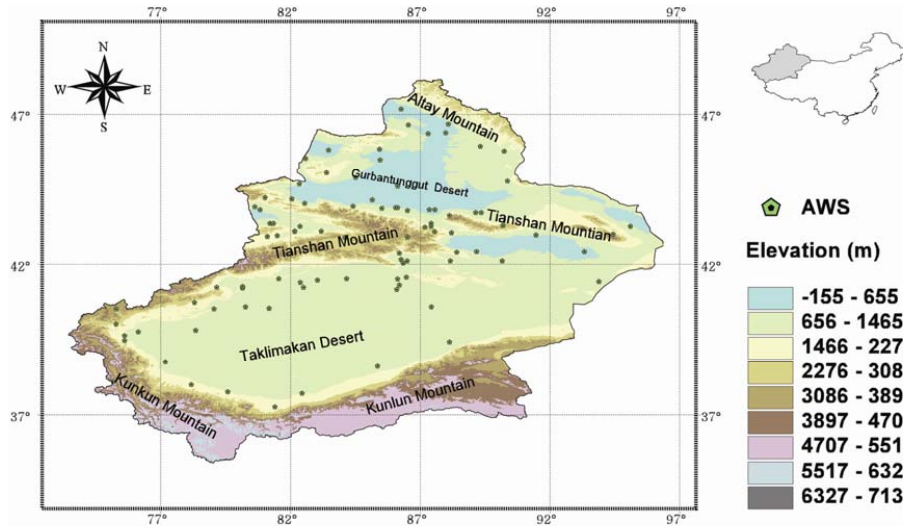 77° 82° 87° 92° 97°
N
W E
S
47° 47°
Altay Mountain
Gurbantunggut Desert
AWS
Tianshan Mountian
Tianshan Mountain
Elevation (m)
42° 42°
-155 - 655
656 - 1465
1466 - 227
2276 - 308
3086 - 389
3897 - 470
4707 - 551
5517 - 632
6327 - 713
Taklimakan Desert
Kunkun Mountain
Kunlun Mountain
37° 37°
77° 82° 87° 92° 97°